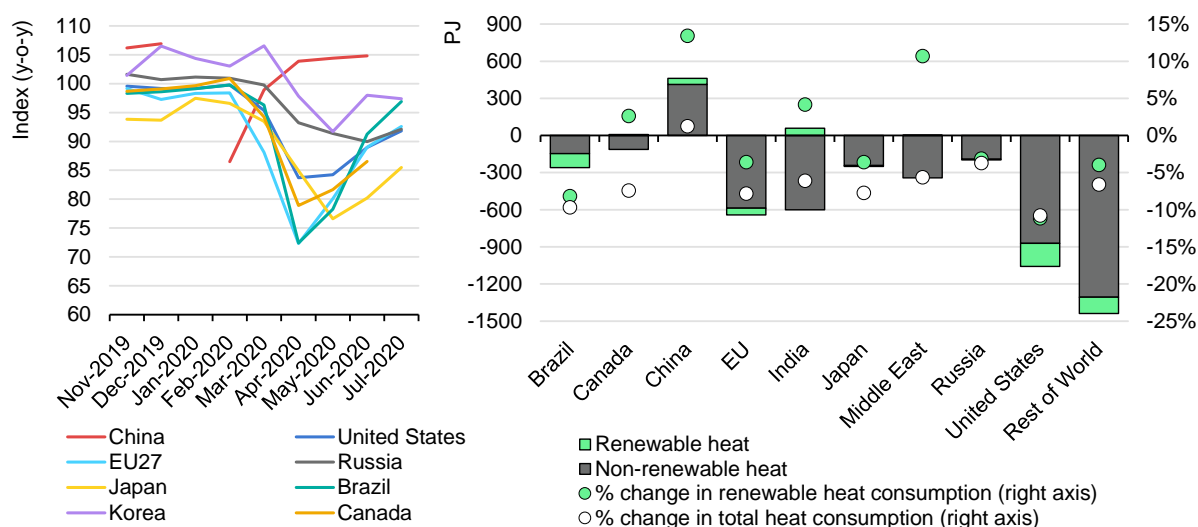 Index (y-o-y)
110
105
100
95
90
85
80
75
70
65
60
Nov-2019
Dec-2019
Jan-2020
Feb-2020
Mar-2020
Apr-2020
May-2020
Jun-2020
Jul-2020
China
United States
EU27
Russia
Japan
Brazil
Korea
Canada
PJ
900
600
300
0
-300
-600
-900
-1200
-1500
15%
10%
5%
0%
-5%
-10%
-15%
-20%
-25%
Brazil
Canada
China
EU
India
Japan
Middle East
Russia
United States
Rest of World
Renewable heat
Non-renewable heat
% change in renewable heat consumption (right axis)
% change in total heat consumption (right axis)